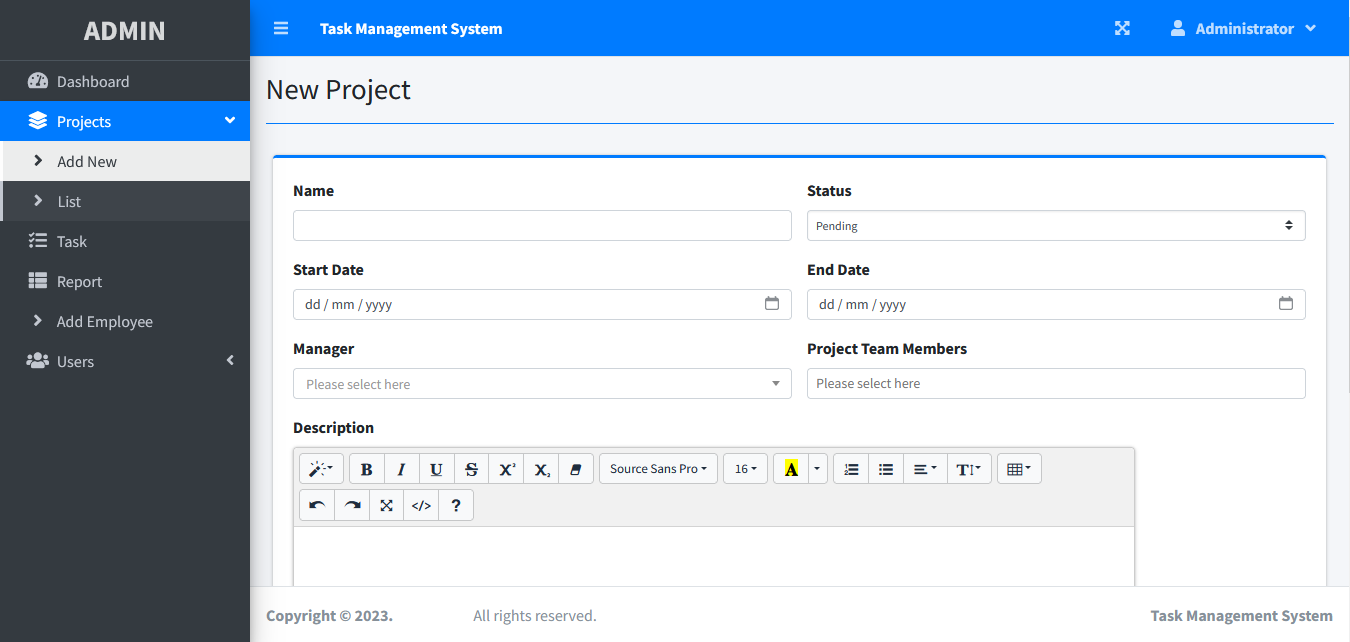 ADMIN
Task Management System
Administrator
Dashboard
Projects
Add New
List
Task
Report
Add Employee
Users
New Project
Name
Status
Pending
Start Date
End Date
dd / mm / yyyy
dd / mm / yyyy
Manager
Project Team Members
Please select here
Please select here
Description
B I U S X² X₂ Source Sans Pro 16 A T
</> ?
Copyright © 2023. All rights reserved. Task Management System